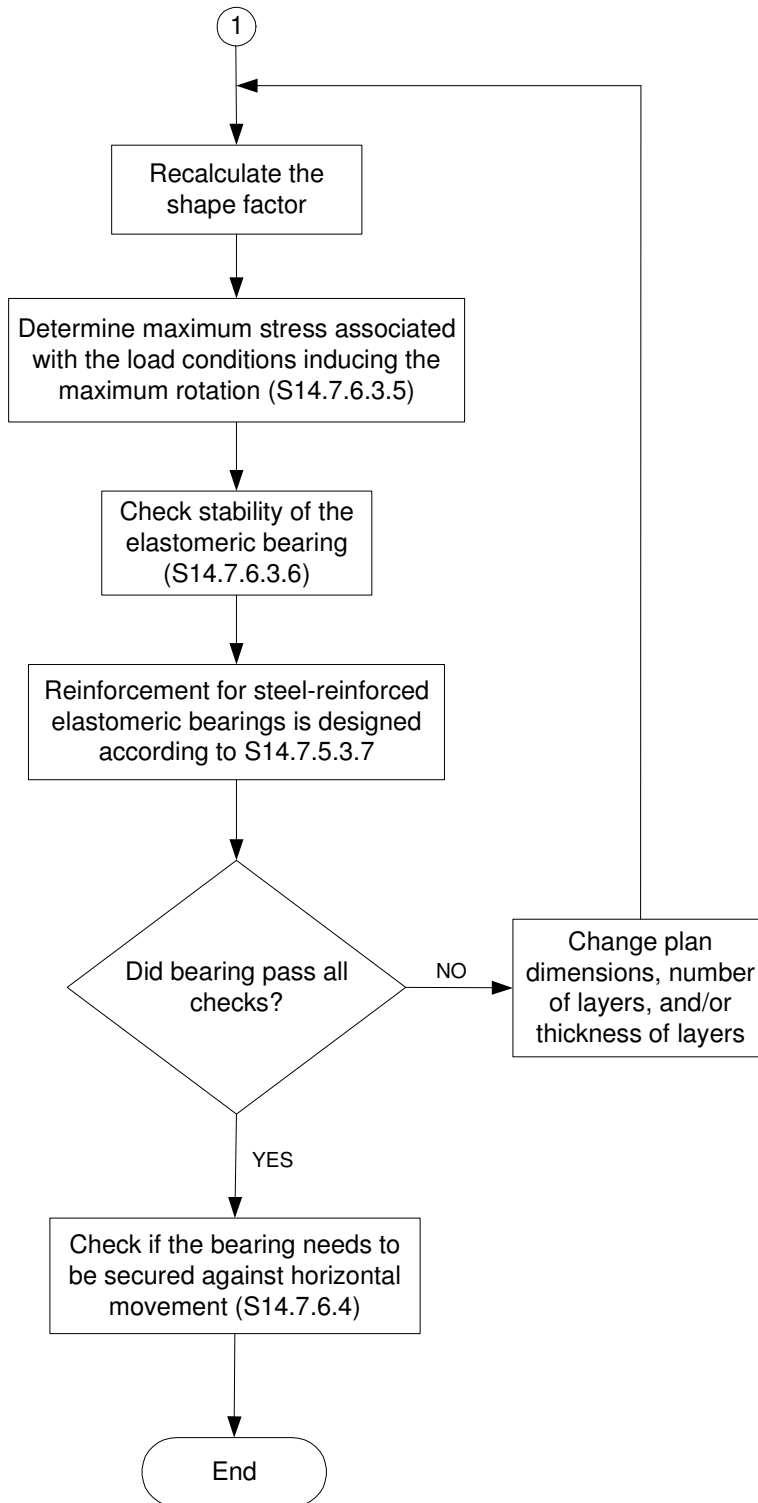 1
Recalculate the
shape factor
Determine maximum stress associated
with the load conditions inducing the
maximum rotation (S14.7.6.3.5)
Check stability of the
elastomeric bearing
(S14.7.6.3.6)
Reinforcement for steel-reinforced
elastomeric bearings is designed
according to S14.7.5.3.7
Did bearing pass all
checks?
NO
Change plan
dimensions, number
of layers, and/or
thickness of layers
YES
Check if the bearing needs to
be secured against horizontal
movement (S14.7.6.4)
End